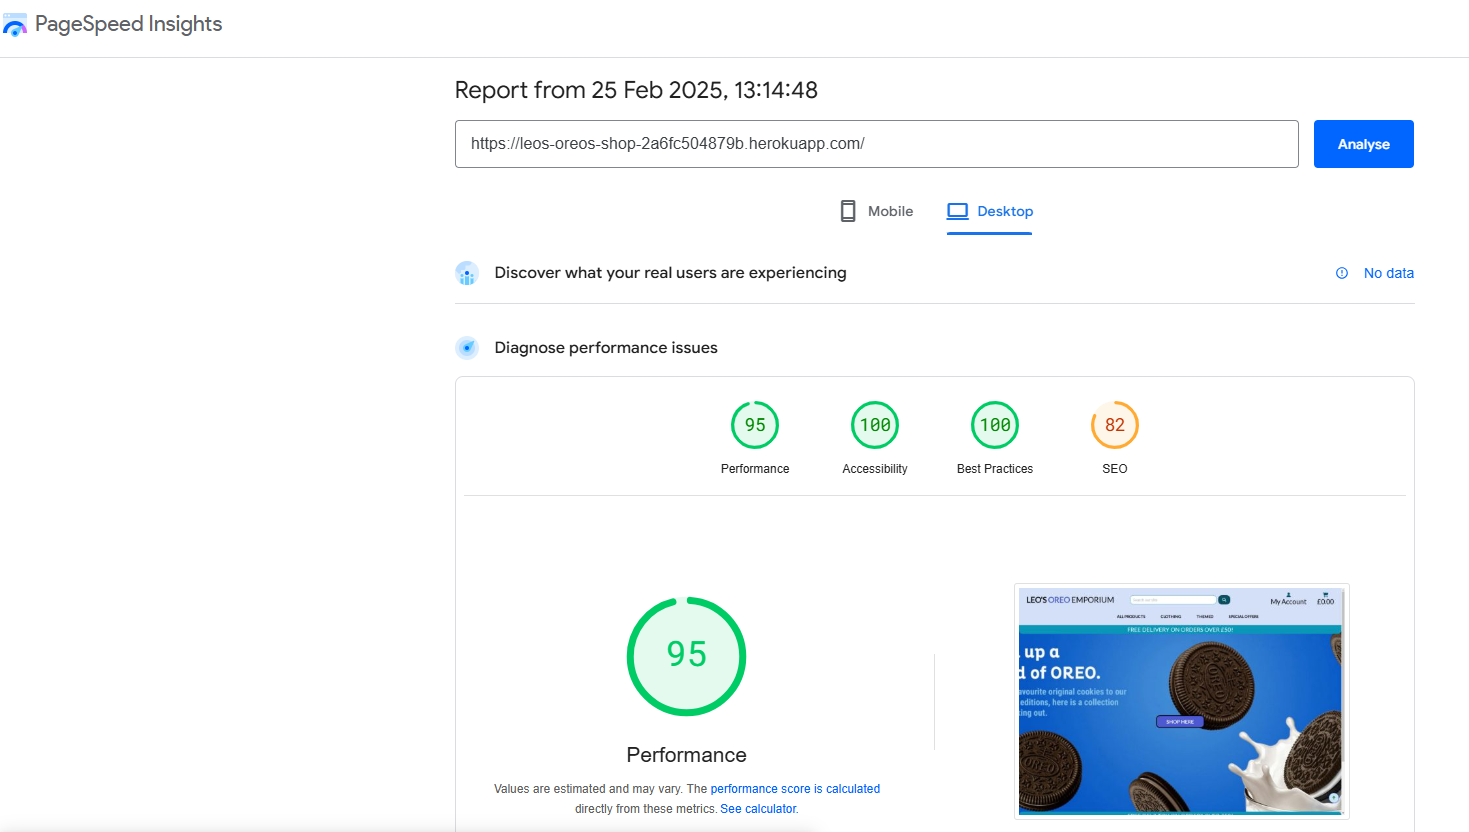 PageSpeed Insights
Report from 25 Feb 2025, 13:14:48
https://leos-oreos-shop-2a6fc504879b.herokuapp.com/
Analyse
Mobile
Desktop
Discover what your real users are experiencing
No data
Diagnose performance issues
95
100
100
82
Performance
Accessibility
Best Practices
SEO
95
Performance
Values are estimated and may vary. The performance score is calculated
directly from these metrics. See calculator.
LEO'S OREO EMPORIUM
My Account
£0.00
ALL PRODUCTS
CLOTHING
THEMED
SPECIAL OFFERS
FREE DELIVERY ON ORDERS OVER £50!
up a
d of OREO.
avourite original cookies to our
editions, here is a collection
ing out.
SHOP HERE
OREO